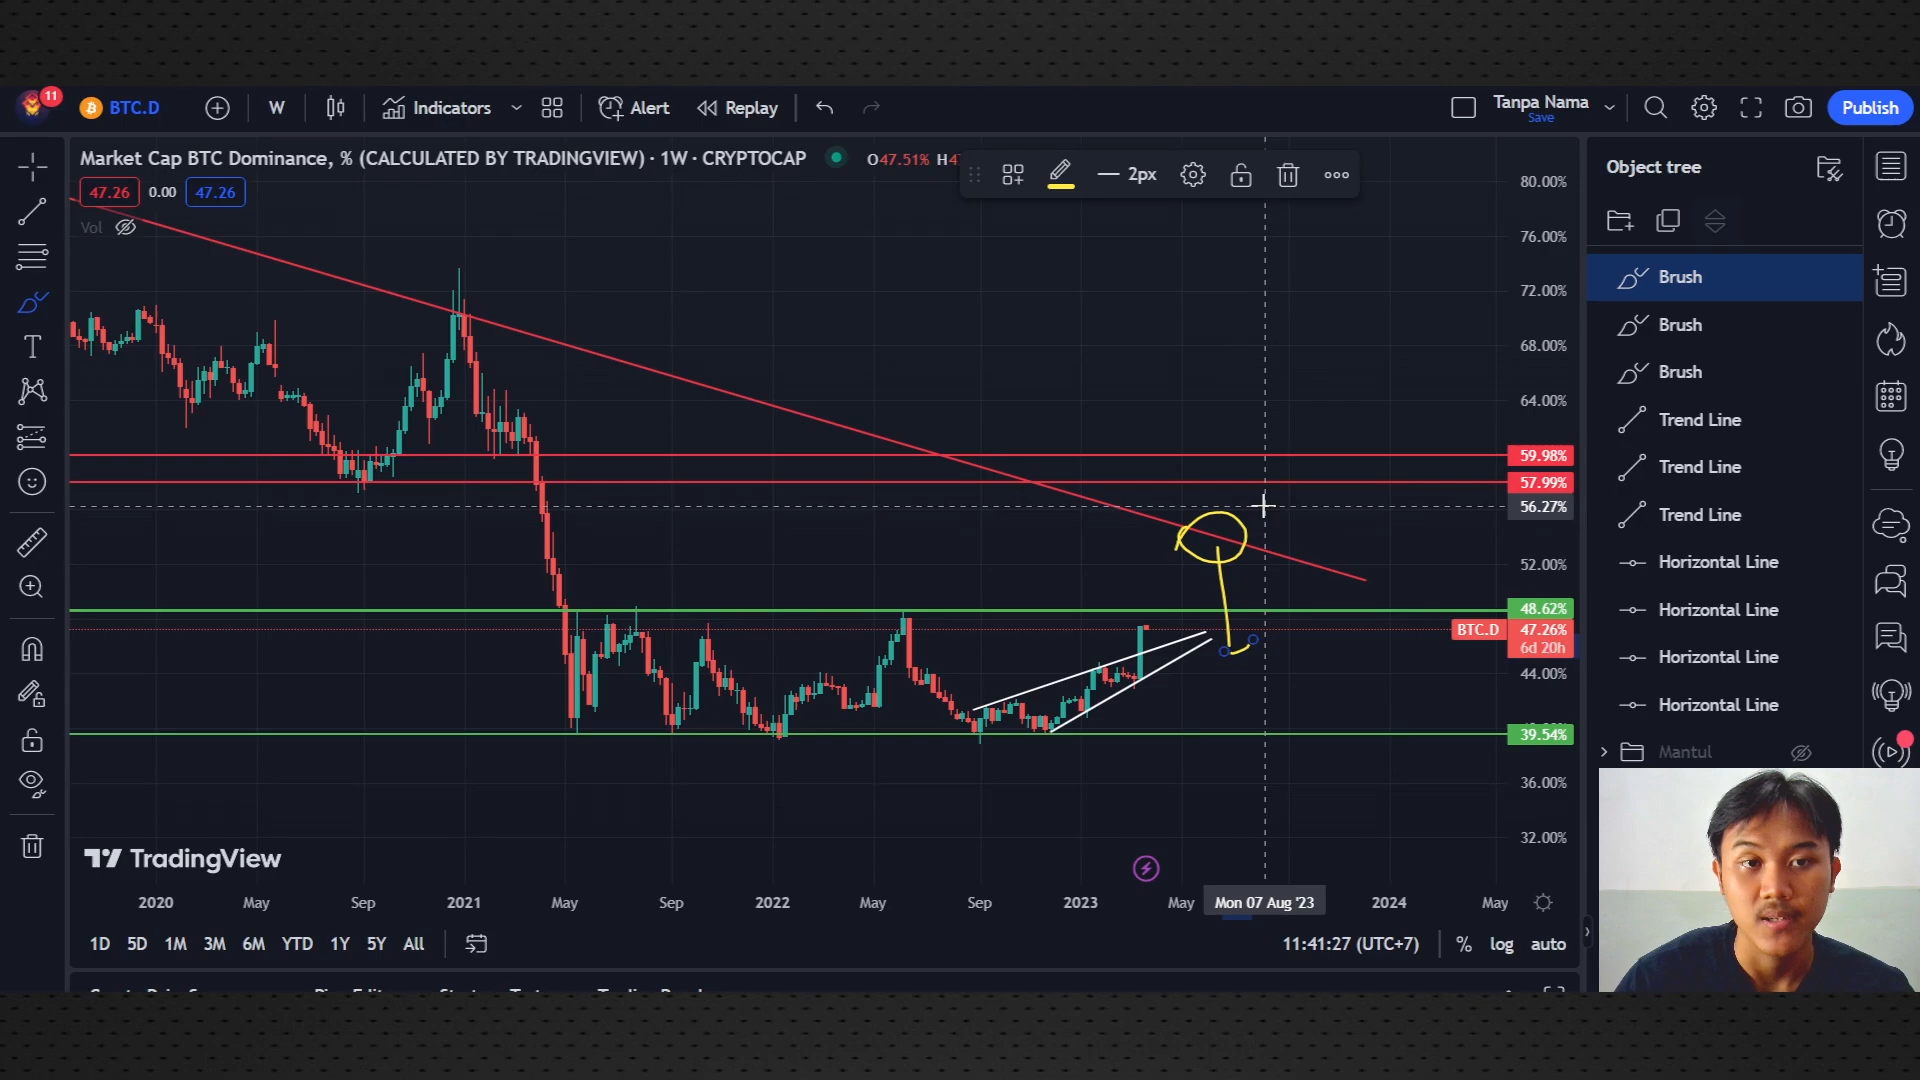 11
BTC.D
W
Indicators
Alert
Replay
Tanpa Nama
Save
Publish
Market Cap BTC Dominance, % (CALCULATED BY TRADINGVIEW) · 1W · CRYPTOCAP
O47.51% H4
2px
47.26 0.00 47.26
Vol
80.00%
76.00%
72.00%
68.00%
64.00%
59.98%
57.99%
56.27%
52.00%
48.62%
BTC.D 47.26%
6d 20h
44.00%
39.54%
36.00%
32.00%
Object tree
Brush
Brush
Brush
Trend Line
Trend Line
Trend Line
Horizontal Line
Horizontal Line
Horizontal Line
Horizontal Line
Mantul
TradingView
2020 May Sep 2021 May Sep 2022 May Sep 2023 May Mon 07 Aug '23 2024 May
1D 5D 1M 3M 6M YTD 1Y 5Y All
11:41:27 (UTC+7) % log auto